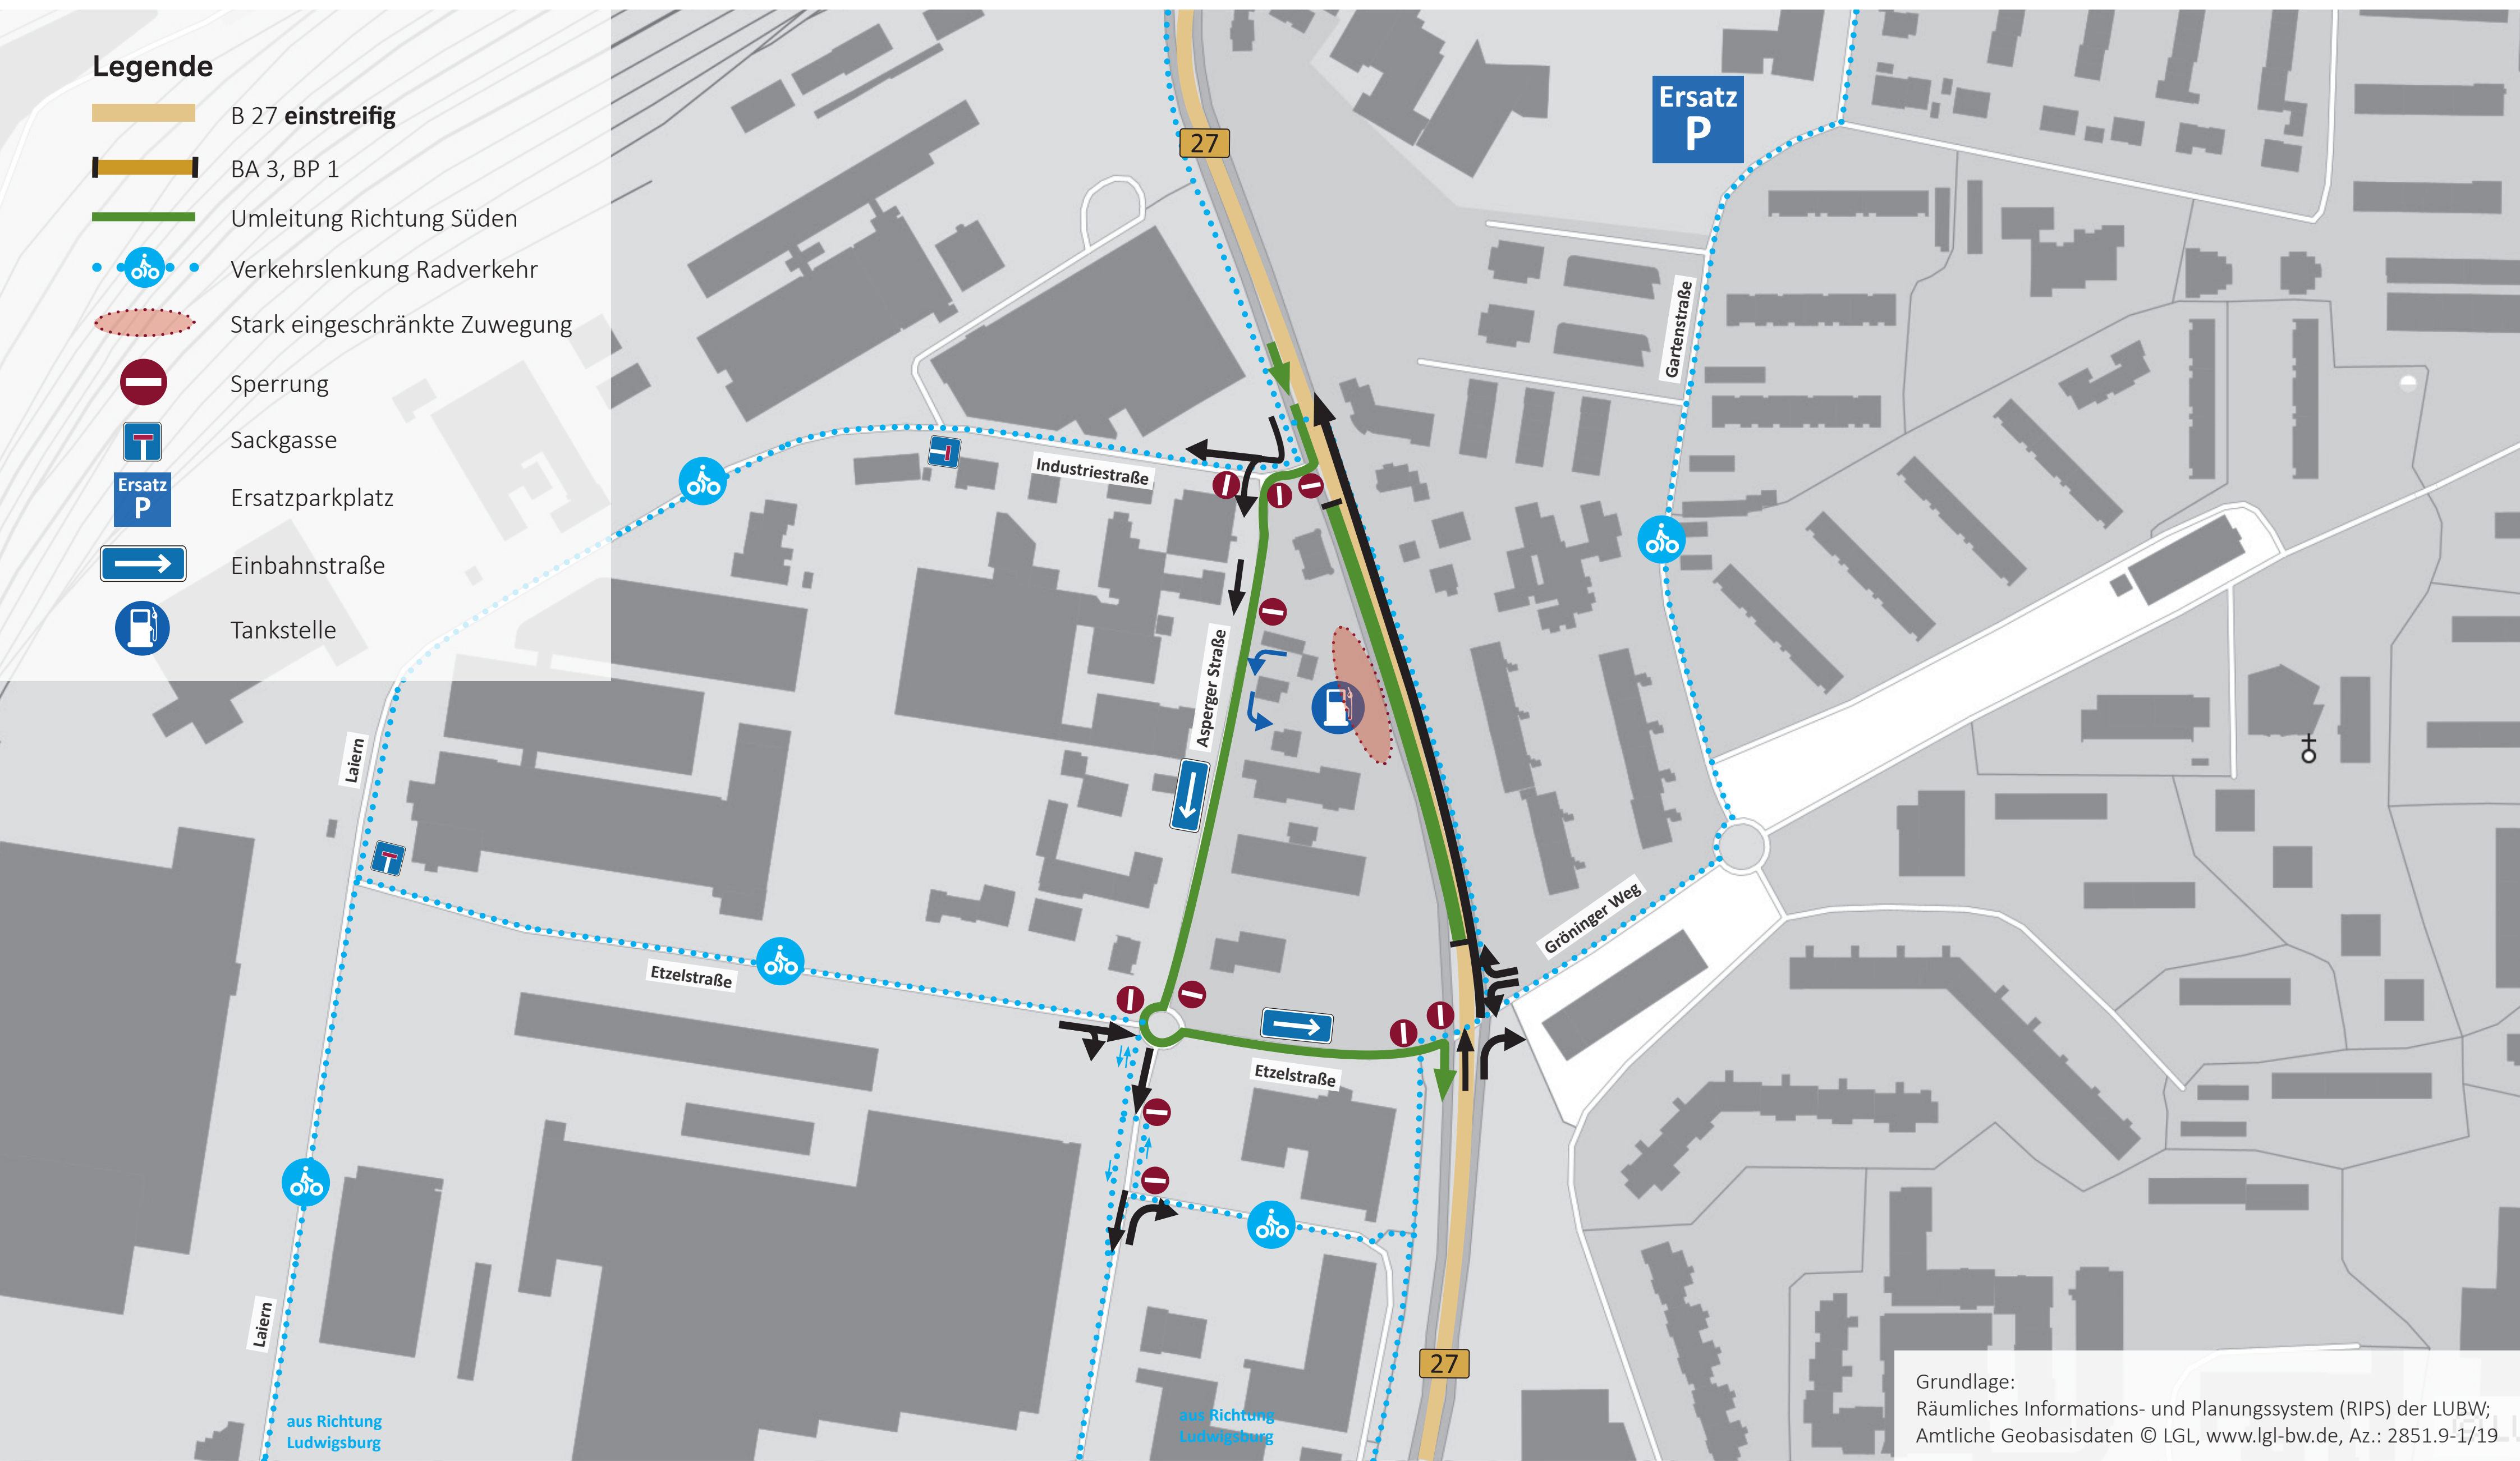 Legende
B 27 einstreifig
BA 3, BP 1
Umleitung Richtung Süden
Verkehrslenkung Radverkehr
Stark eingeschränkte Zuwegung
Sperrung
Sackgasse
Ersatz
P
Ersatzparkplatz
Einbahnstraße
Tankstelle
27
Ersatz
P
Gartenstraße
Industriestraße
Asperger Straße
Laiern
Gröninger Weg
Etzelstraße
Etzelstraße
Laiern
27
aus Richtung
Ludwigsburg
aus Richtung
Ludwigsburg
Grundlage:
Räumliches Informations- und Planungssystem (RIPS) der LUBW;
Amtliche Geobasisdaten © LGL, www.lgl-bw.de, Az.: 2851.9-1/19